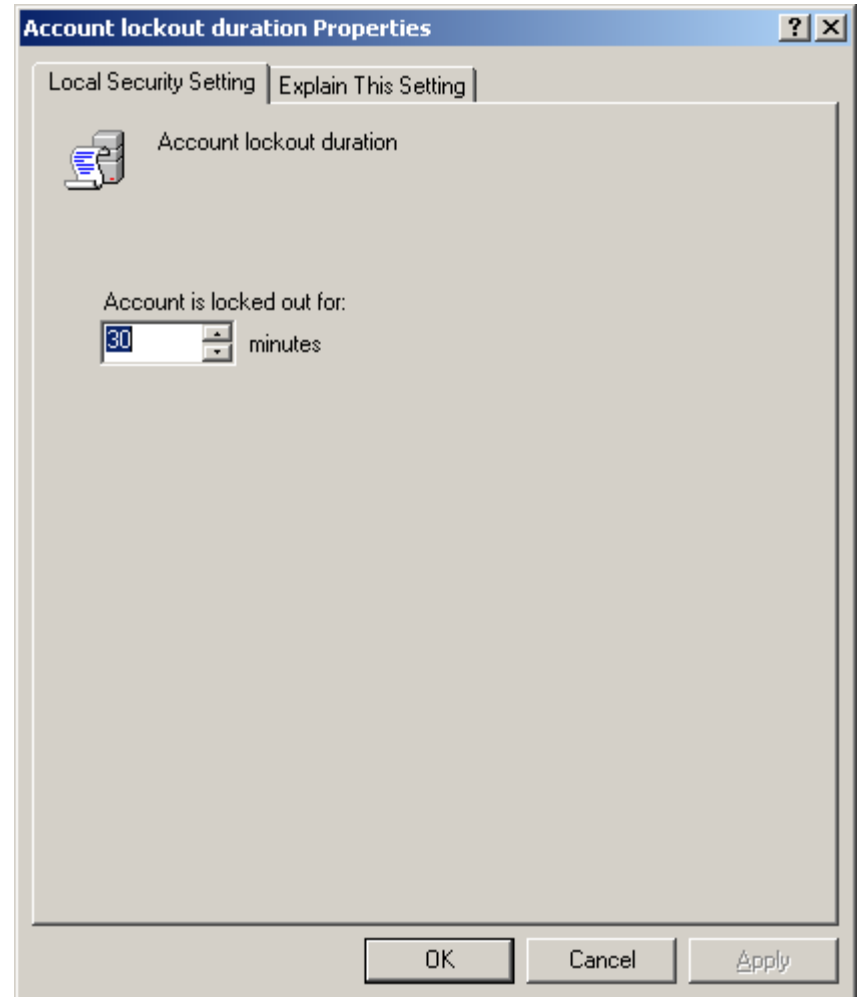 Account lockout duration Properties
Local Security Setting
Explain This Setting
Account lockout duration
Account is locked out for:
30 minutes
OK Cancel Apply